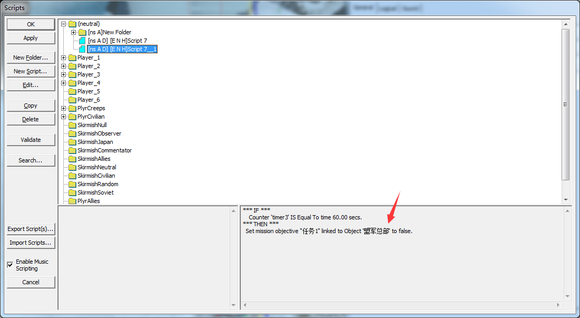 Scripts
OK
Apply
New Folder...
New Script...
Edit...
Copy
Delete
Validate
Search...
Export Script(s)...
Import Scripts...
Enable Music
Scripting
Cancel
(neutral)
[ns A]New Folder
[ns A D] [E N H]Script 7
[ns A D] [E N H]Script 7__1
Player_1
Player_2
Player_3
Player_4
Player_5
Player_6
PlyrCreeps
PlyrCivilian
SkirmishNull
SkirmishObserver
SkirmishJapan
SkirmishCommentator
SkirmishAllies
SkirmishNeutral
SkirmishCivilian
SkirmishRandom
SkirmishSoviet
PlyrAllies
*** IF ***
Counter 'timer3' IS Equal To time 60.00 secs.
*** THEN ***
Set mission objective "任务1" linked to Object '盟军总部' to false.